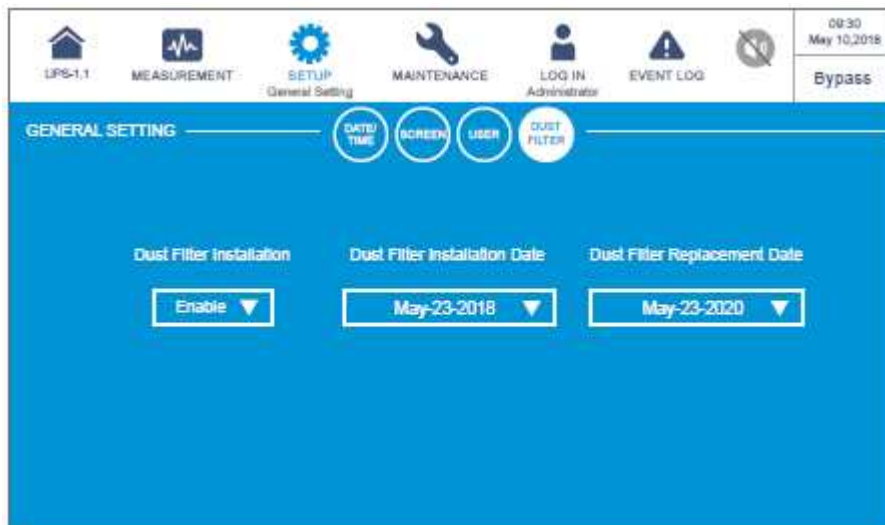 09:30
May 10,2018
UPS-1.1
MEASUREMENT
SETUP
General Setting
MAINTENANCE
LOG IN
Administrator
EVENT LOG
Bypass
GENERAL SETTING
DATE/
TIME
SCREEN
USER
DUST
FILTER
Dust Filter Installation
Dust Filter Installation Date
Dust Filter Replacement Date
Enable
May-23-2018
May-23-2020